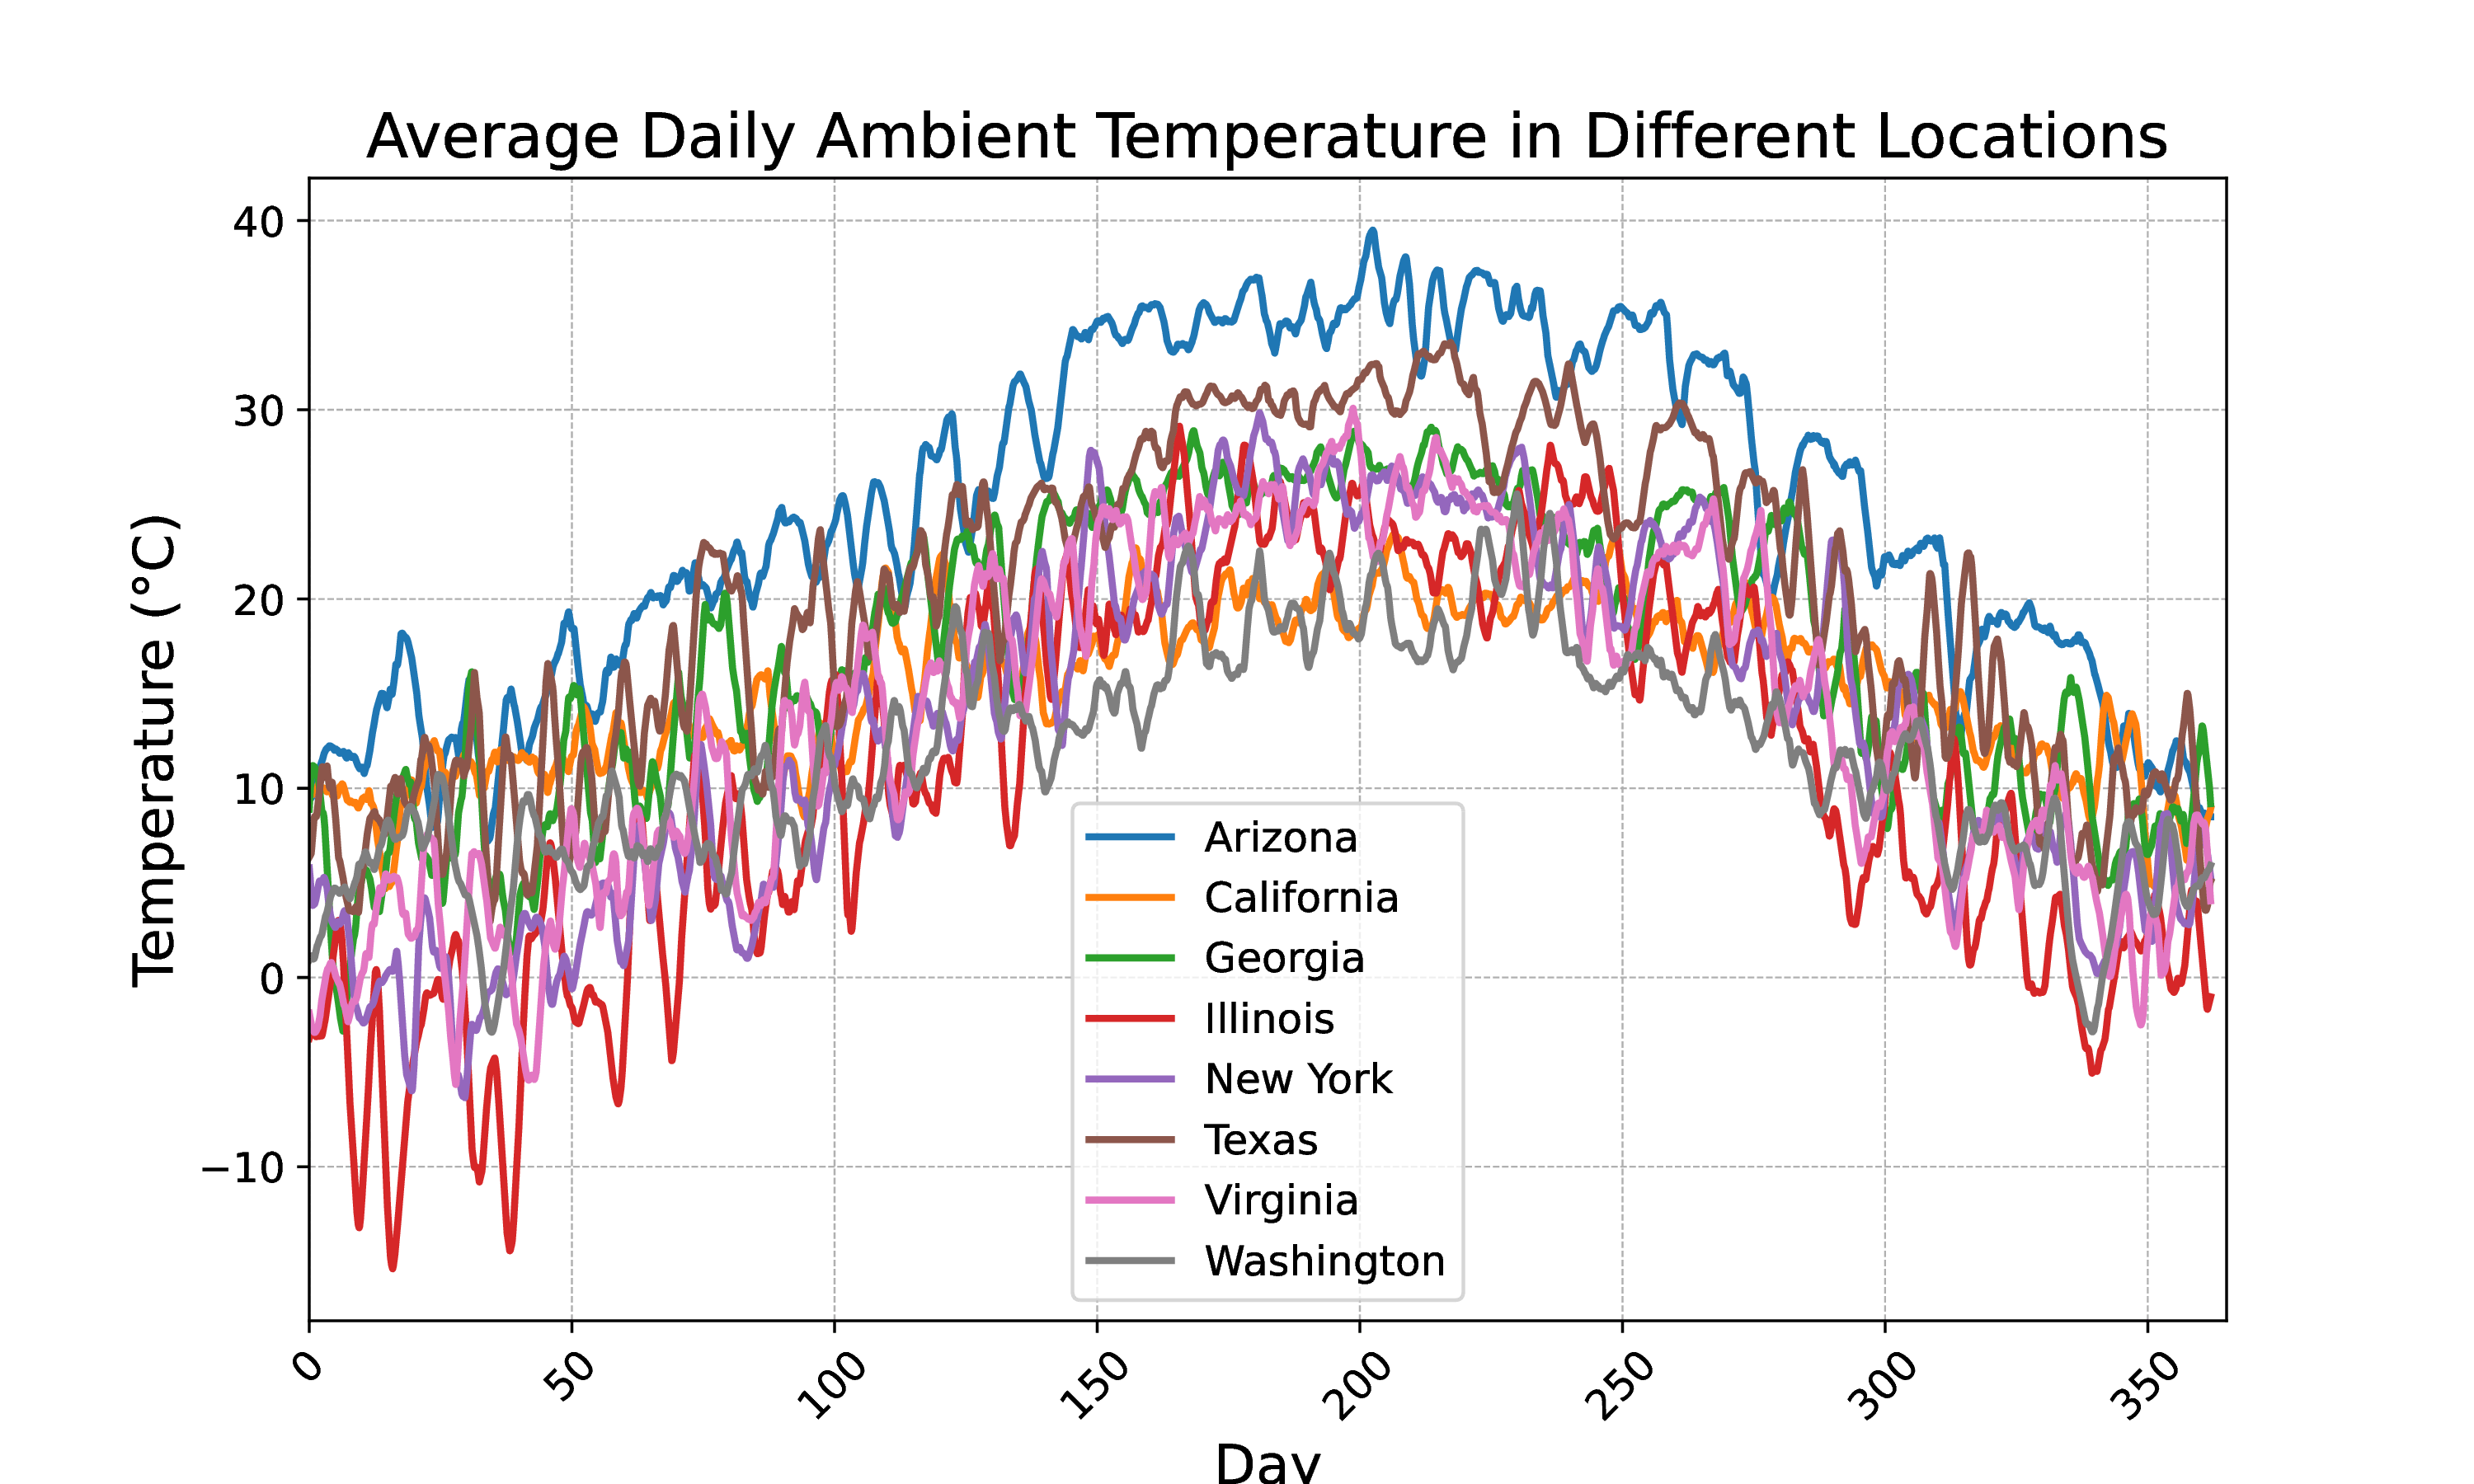 Average Daily Ambient Temperature in Different Locations
Temperature (°C)
40
30
20
10
0
−10
Arizona
California
Georgia
Illinois
New York
Texas
Virginia
Washington
0 50 100 150 200 250 300 350
Day